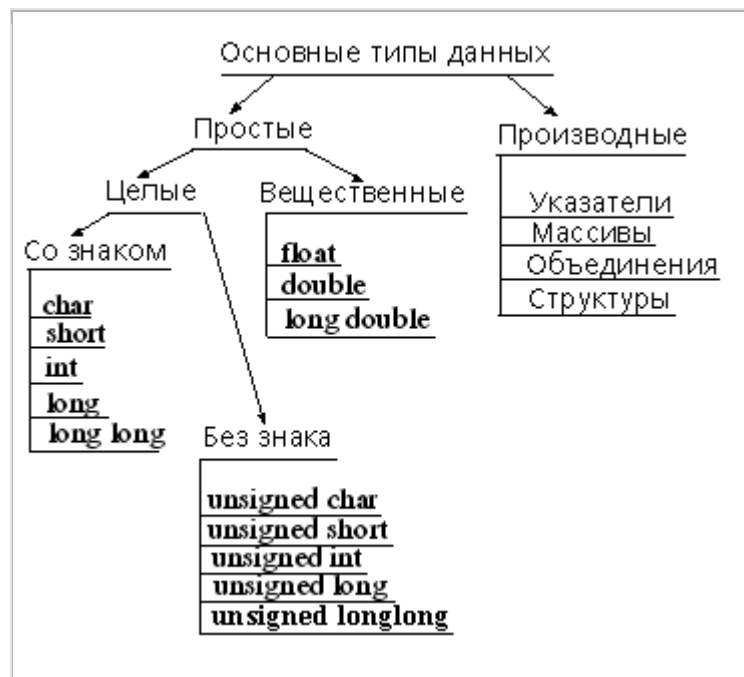 Основные типы данных
Простые
Производные
Целые
Вещественные
Указатели
Массивы
Объединения
Структуры
Со знаком
float
double
long double
char
short
int
long
long long
Без знака
unsigned char
unsigned short
unsigned int
unsigned long
unsigned longlong